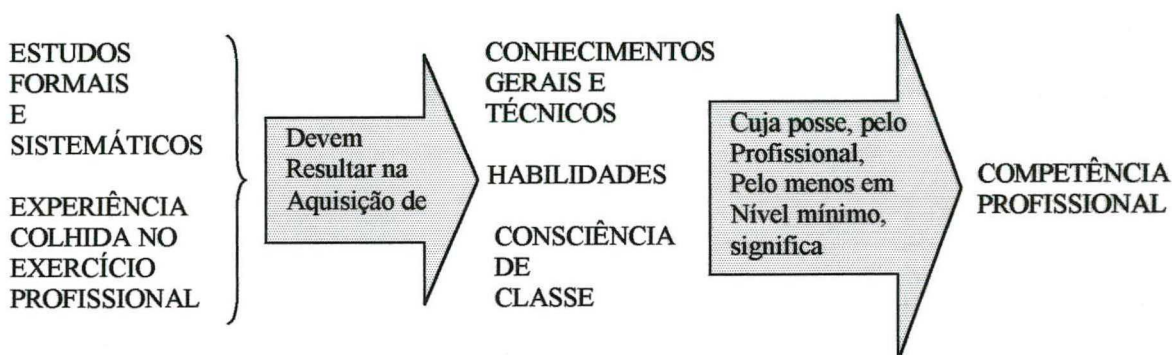 ESTUDOS
FORMAIS
E
SISTEMÁTICOS
EXPERIÊNCIA
COLHIDA NO
EXERCÍCIO
PROFISSIONAL
Devem
Resultar na
Aquisição de
CONHECIMENTOS
GERAIS E
TÉCNICOS
HABILIDADES
CONSCIÊNCIA
DE
CLASSE
Cuja posse, pelo
Profissional,
Pelo menos em
Nível mínimo,
significa
COMPETÊNCIA
PROFISSIONAL